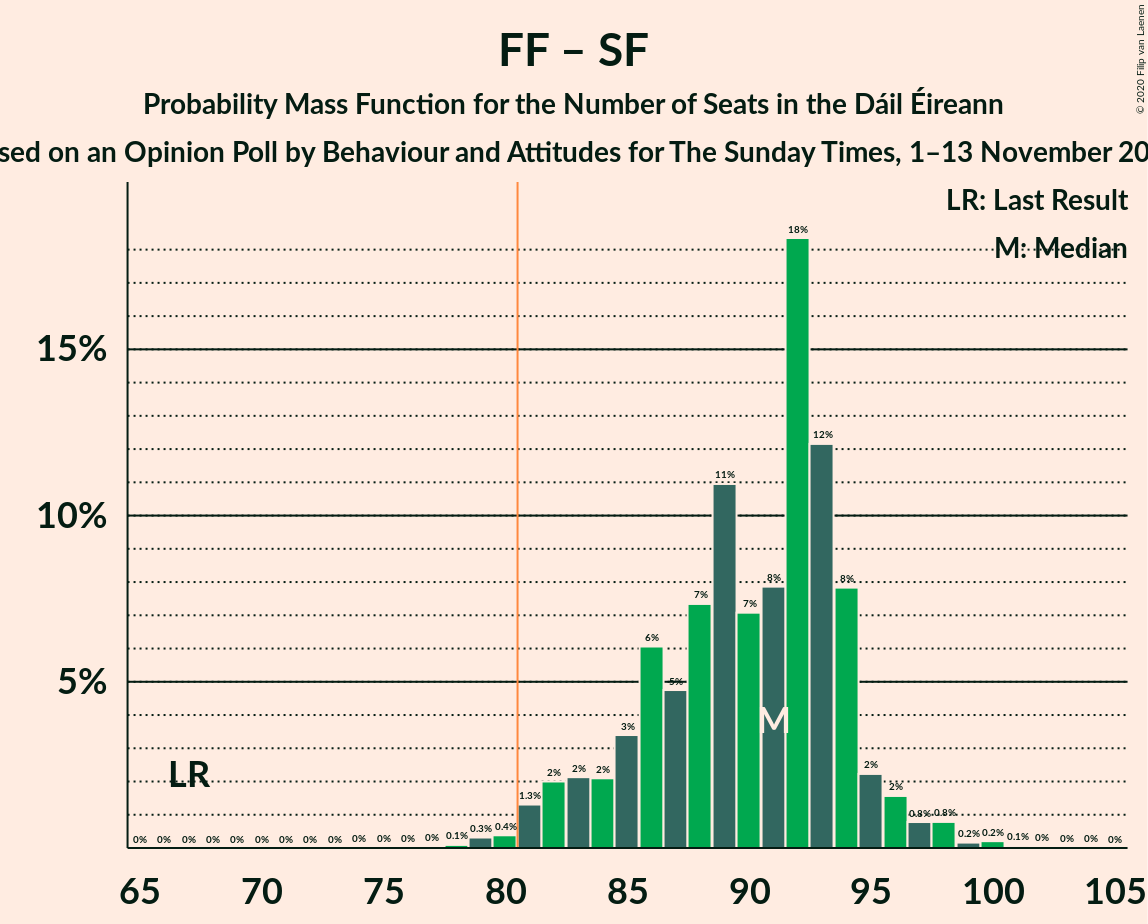 FF – SF
Probability Mass Function for the Number of Seats in the Dáil Éireann
sed on an Opinion Poll by Behaviour and Attitudes for The Sunday Times, 1–13 November 20
© 2020 Filip van Laenen
LR: Last Result
M: Median
18%
15%
12%
11%
10%
8%
8%
7%
7%
6%
5%
5%
M
3%
LR
2%
2%
2%
2%
2%
1.3%
0.8%
0.8%
0% 0% 0% 0% 0% 0% 0% 0% 0% 0% 0% 0% 0% 0.1% 0.3% 0.4% 0.2% 0.2% 0.1% 0% 0% 0% 0%
65 70 75 80 85 90 95 100 105